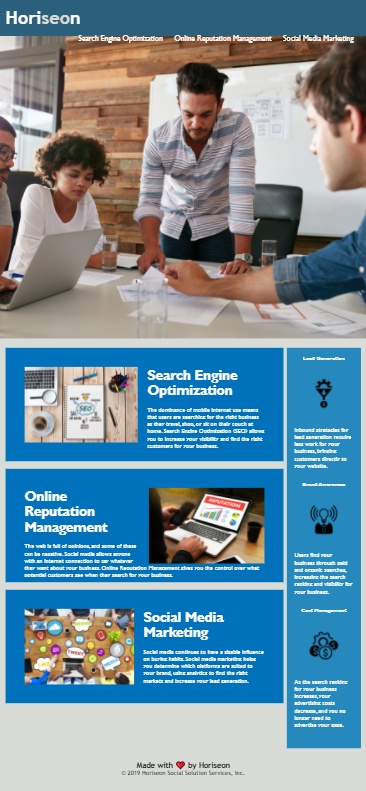 Horiseon
Search Engine Optimization Online Reputation Management Social Media Marketing
Search Engine
Optimization
The dominance of mobile internet use means
that users are searching for the right business
as they travel, shop, or sit on their couch at
home. Search Engine Optimization (SEO) allows
you to increase your visibility and find the right
customers for your business.
Online
Reputation
Management
The web is full of opinions, and some of these
can be negative. Social media allows anyone
with an internet connection to say whatever
they want about your business. Online Reputation Management gives you the control over what
potential customers see when they search for your business.
Social Media
Marketing
Social media continues to have a sizable influence
on buying habits. Social media marketing helps
you determine which platforms are suited to
your brand, using analytics to find the right
markets and increase your lead generation.
Lead Generation
Inbound strategies for
lead generation require
less work for your
business, bringing
customers directly to
your website.
Brand Awareness
Users find your
business through paid
and organic searches,
increasing the search
ranking and visibility for
your business.
Cost Management
As the search ranking
for your business
increases, your
advertising costs
decrease, and you no
longer need to
advertise your page.
SEO
REPUTATION
TWEET
Made with ❤️ by Horiseon
© 2019 Horiseon Social Solution Services, Inc.